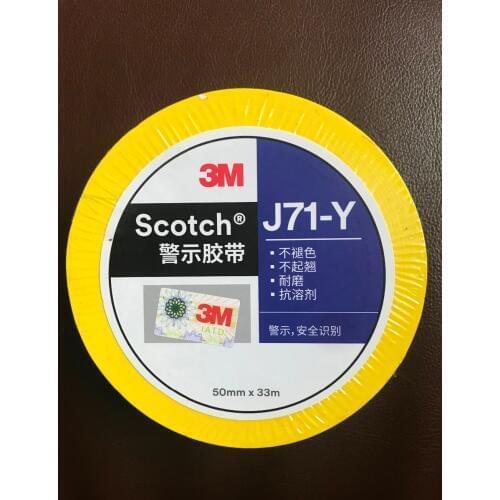 3M
Scotch®
警示胶带
J71-Y
· 不褪色
· 不起翘
· 耐磨
· 抗溶剂
3M
IATD
警示，安全识别
50mm x 33m